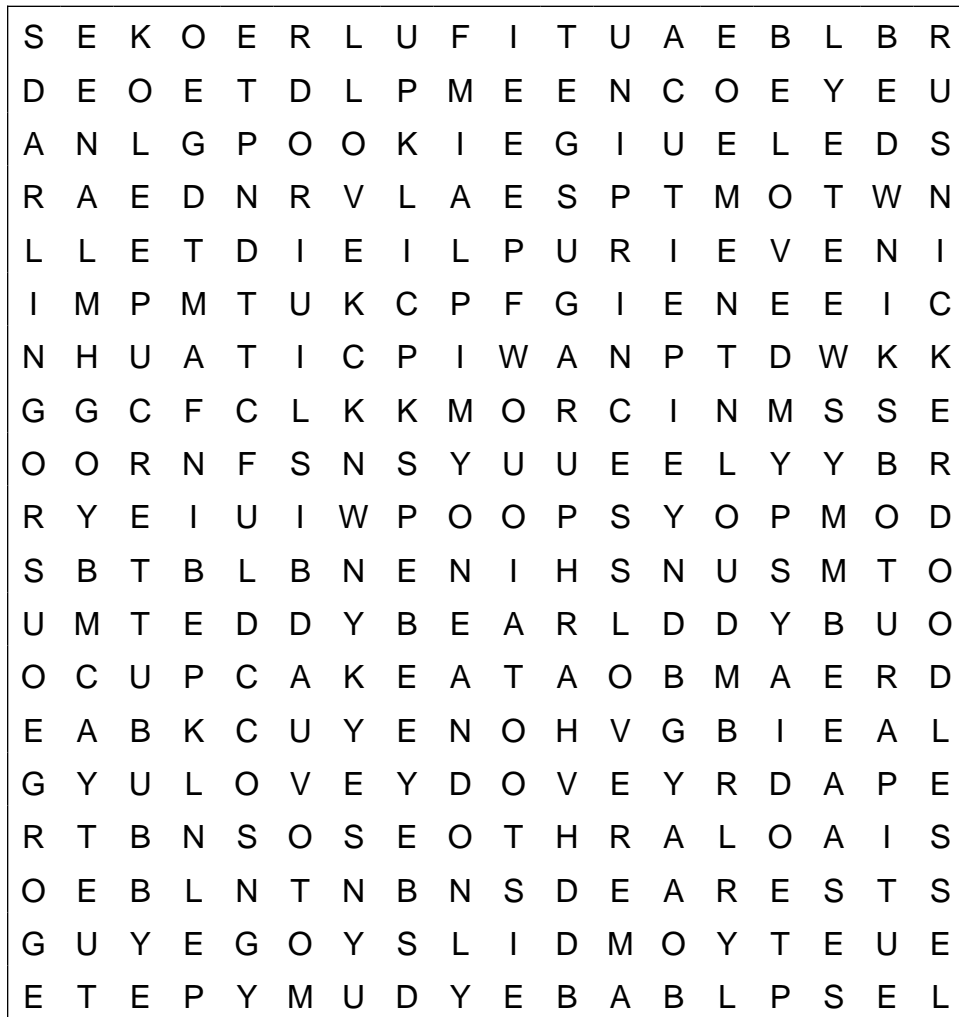 S E K O E R L U F I T U A E B L B R
D E O E T D L P M E E N C O E Y E U
A N L G P O O K I E G I U E L E D S
R A E D N R V L A E S P T M O T W N
L L E T D I E I L P U R I E V E N I
I M P M T U K C P F G I E N E E I C
N H U A T I C P I W A N P T D W K K
G G C F C L K K M O R C I N M S S E
O O R N F S N S Y U U E E L Y Y B R
R Y E I U I W P O O P S Y O P M O D
S B T B L B N E N I H S N U S M T O
U M T E D D Y B E A R L D D Y B U O
O C U P C A K E A T A O B M A E R D
E A B K C U Y E N O H V G B I E A L
G Y U L O V E Y D O V E Y R D A P E
R T B N S O S E O T H R A L O A I S
O E B L N T N B N S D E A R E S T S
G U Y E G O Y S L I D M O Y T E U E
E T E P Y M U D Y E B A B L P S E L